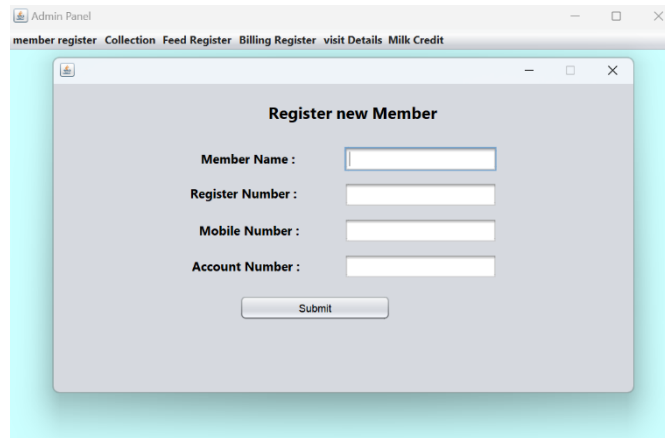 Admin Panel
member register Collection Feed Register Billing Register visit Details Milk Credit
Register new Member
Member Name :
Register Number :
Mobile Number :
Account Number :
Submit